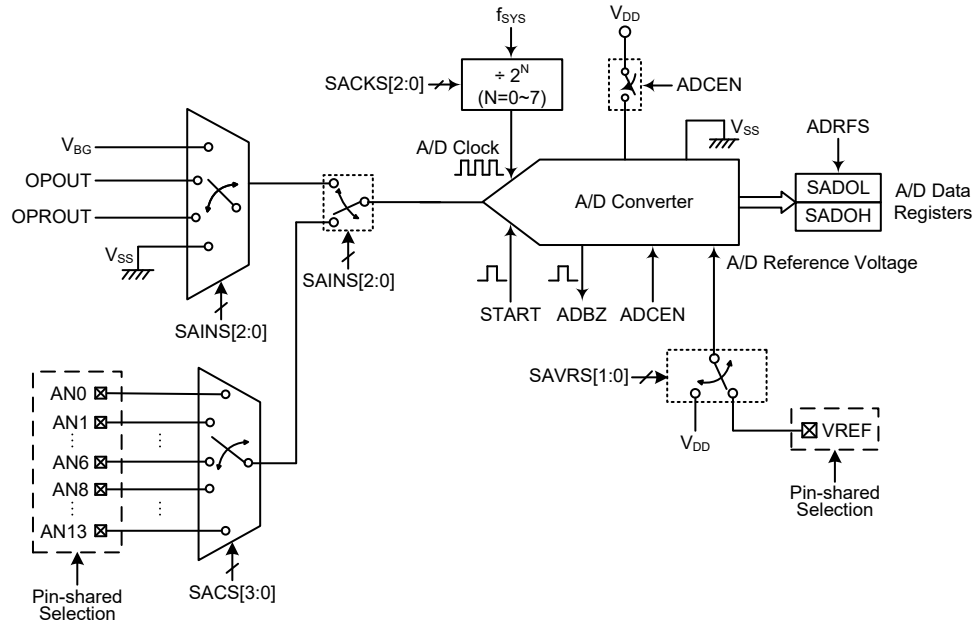 fSYS
VDD
SACKS[2:0]
÷ 2N
(N=0~7)
ADCEN
VBG
OPOUT
OPROUT
VSS
SAINS[2:0]
SAINS[2:0]
A/D Clock
VSS
ADRFS
A/D Converter
SADOL
SADOH
A/D Data
Registers
A/D Reference Voltage
START
ADBZ
ADCEN
SAVRS[1:0]
VDD
VREF
Pin-shared
Selection
AN0
AN1
AN6
AN8
AN13
SACS[3:0]
Pin-shared
Selection